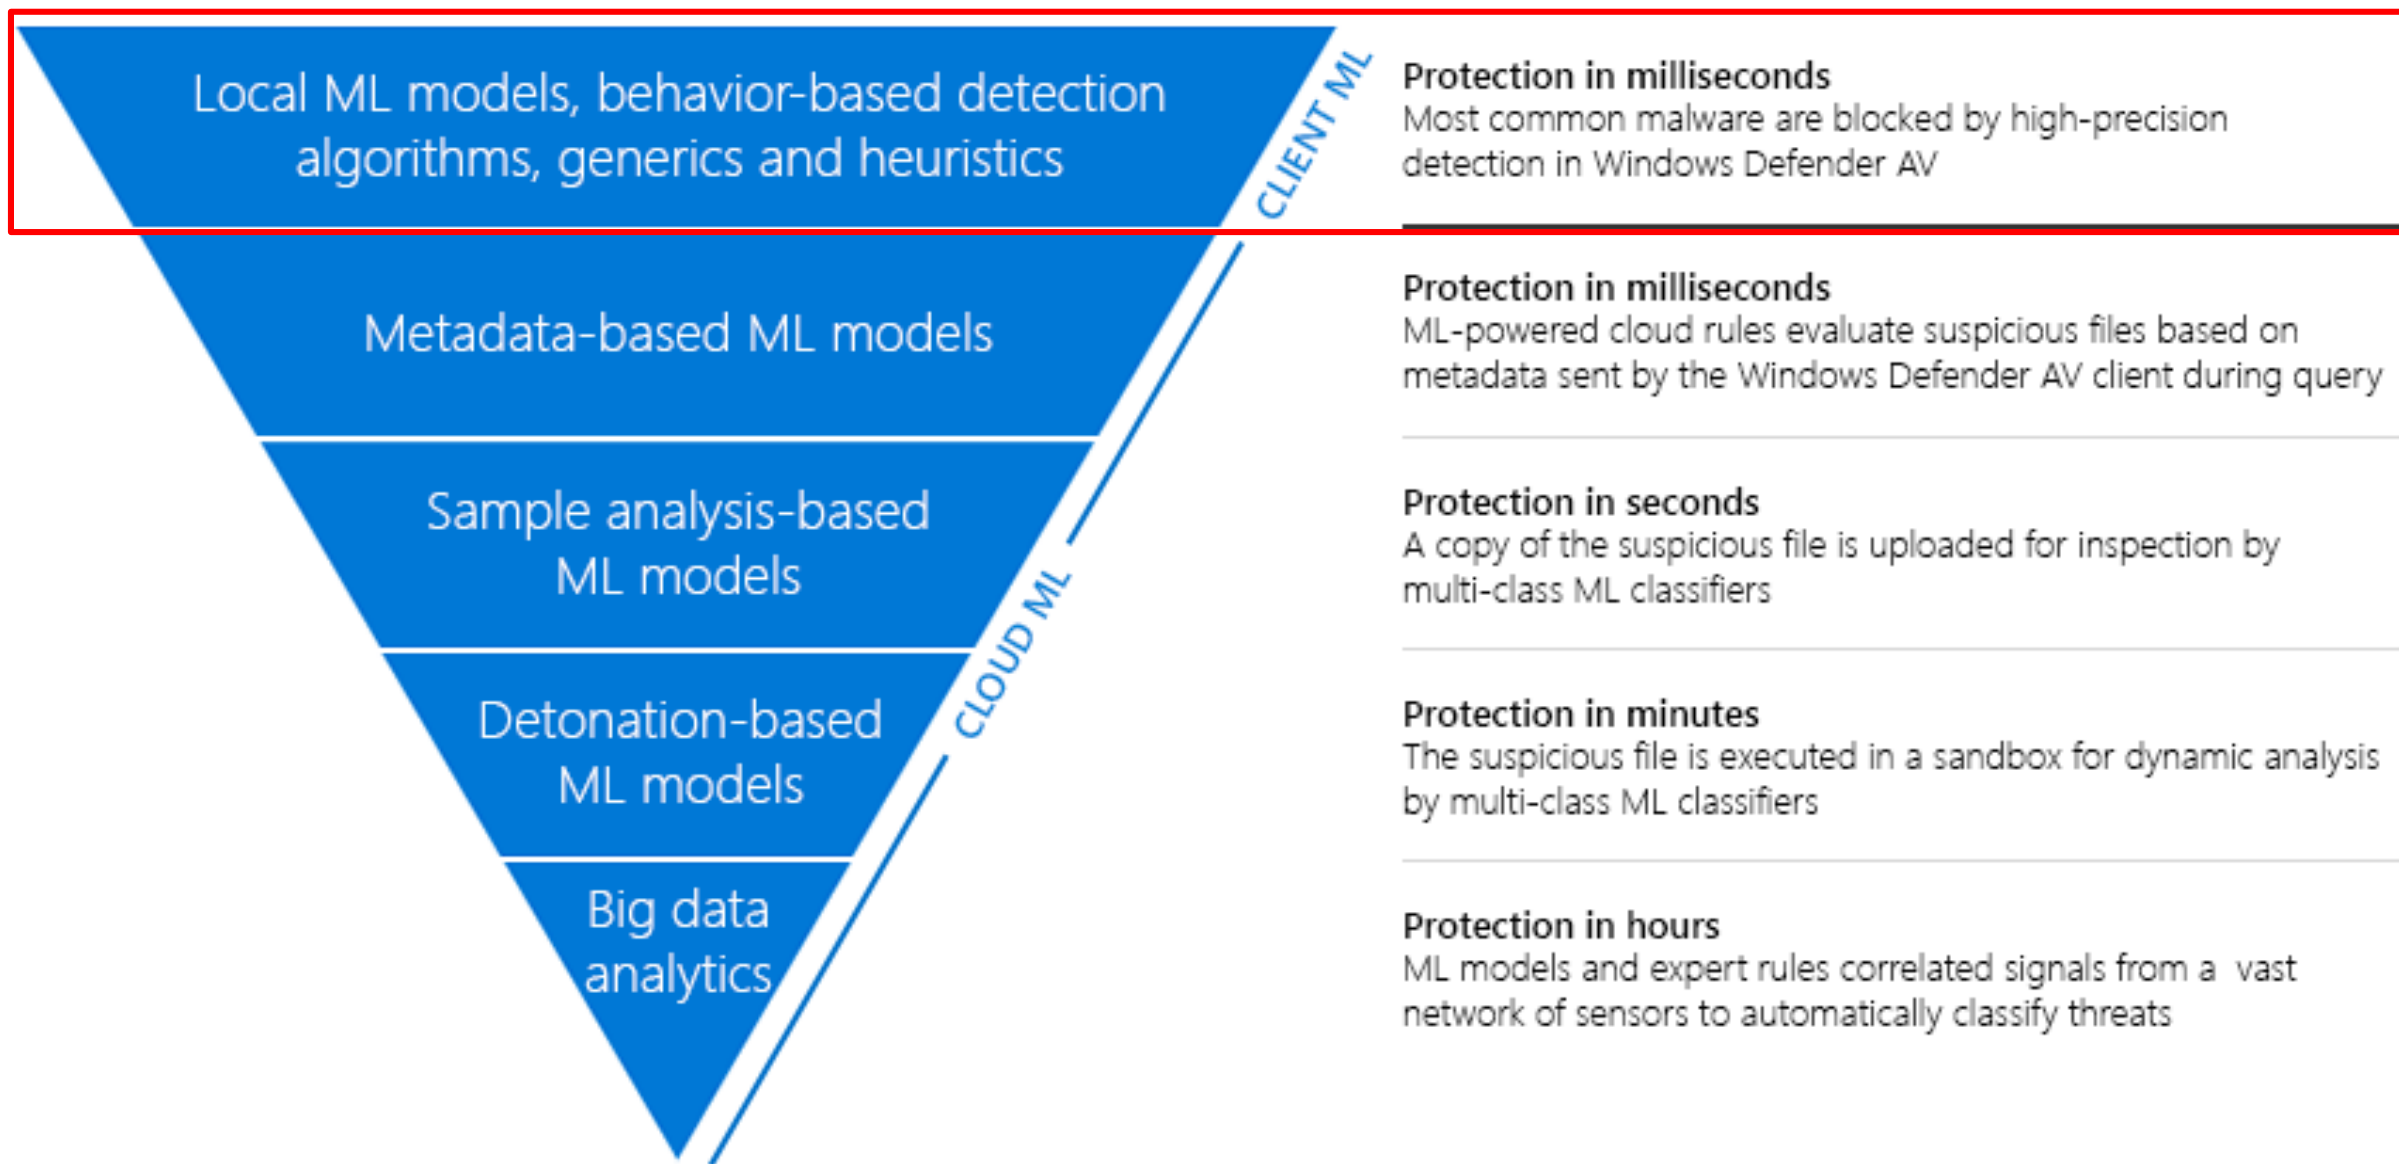 Local ML models, behavior-based detection
algorithms, generics and heuristics
CLIENT ML
Protection in milliseconds
Most common malware are blocked by high-precision
detection in Windows Defender AV
Metadata-based ML models
Protection in milliseconds
ML-powered cloud rules evaluate suspicious files based on
metadata sent by the Windows Defender AV client during query
Sample analysis-based
ML models
CLOUD ML
Protection in seconds
A copy of the suspicious file is uploaded for inspection by
multi-class ML classifiers
Detonation-based
ML models
Protection in minutes
The suspicious file is executed in a sandbox for dynamic analysis
by multi-class ML classifiers
Big data
analytics
Protection in hours
ML models and expert rules correlated signals from a  vast
network of sensors to automatically classify threats